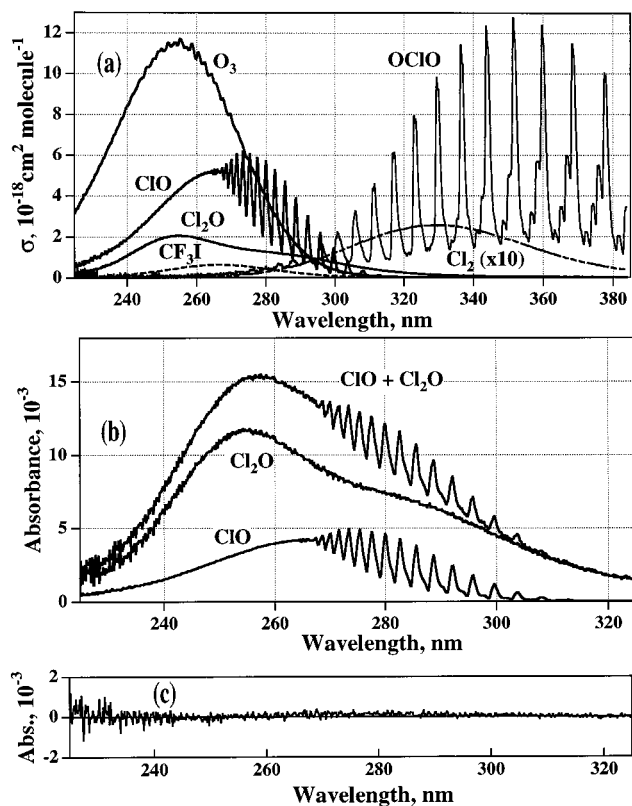 (a)
σ, 10⁻¹⁸ cm² molecule⁻¹
12
10
8
6
4
2
0
O₃
OClO
ClO
Cl₂O
CF₃I
Cl₂ (x10)
240 260 280 300 320 340 360 380
Wavelength, nm
(b)
Absorbance, 10⁻³
15
10
5
0
ClO + Cl₂O
Cl₂O
ClO
240 260 280 300 320
Wavelength, nm
(c)
Abs., 10⁻³
2
0
-2
240 260 280 300 320
Wavelength, nm